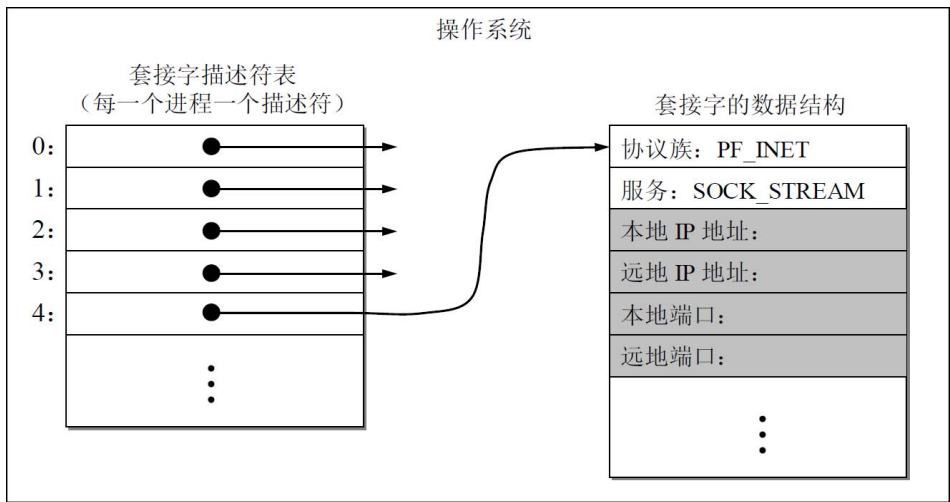 操作系统
套接字描述符表
（每一个进程一个描述符）
0：
1：
2：
3：
4：
套接字的数据结构
协议族：PF_INET
服务：SOCK_STREAM
本地 IP 地址：
远地 IP 地址：
本地端口：
远地端口：